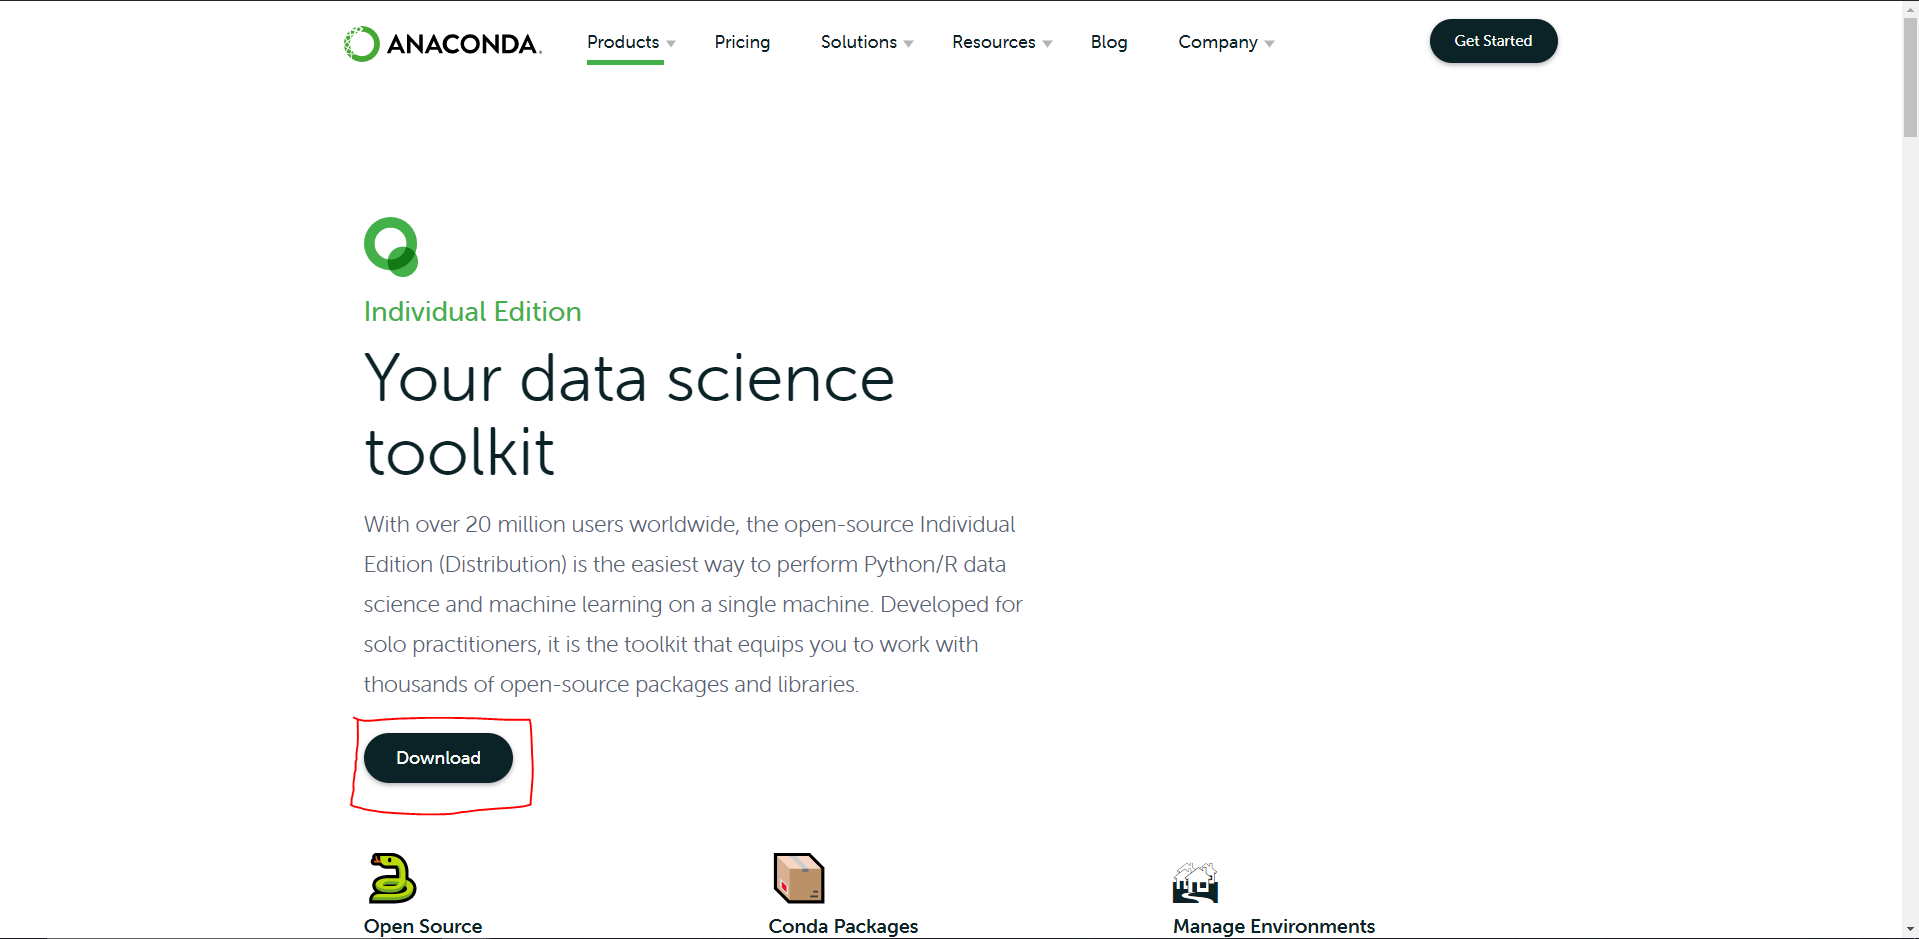 ANACONDA.
Products Pricing Solutions Resources Blog Company Get Started
Individual Edition
Your data science
toolkit
With over 20 million users worldwide, the open-source Individual
Edition (Distribution) is the easiest way to perform Python/R data
science and machine learning on a single machine. Developed for
solo practitioners, it is the toolkit that equips you to work with
thousands of open-source packages and libraries.
Download
Open Source Conda Packages Manage Environments